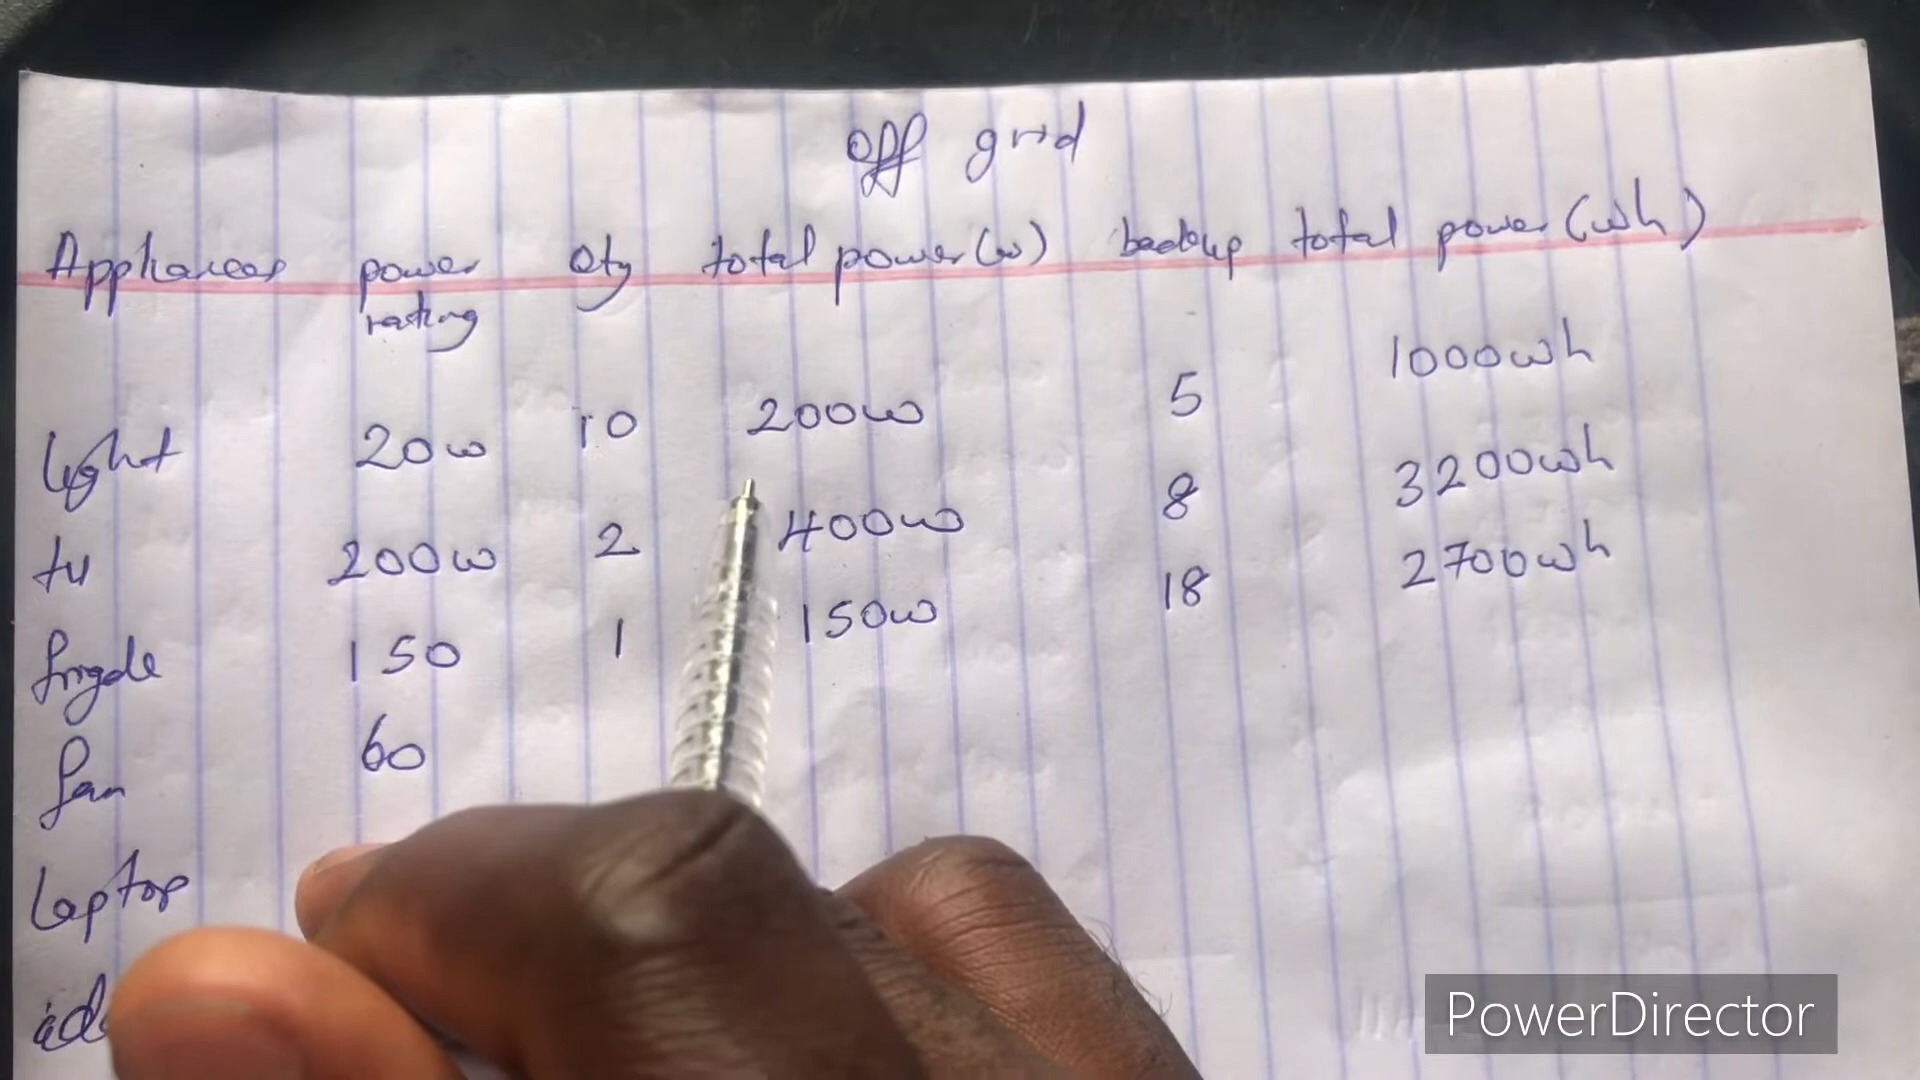 off grid
Appliances power rating Qty total power (w) backup total power (wh)
light 20w 10 200w 5 1000wh
tv 200w 2 400w 8 3200wh
frigde 150 1 150w 18 2700wh
fan 60
laptop
PowerDirector